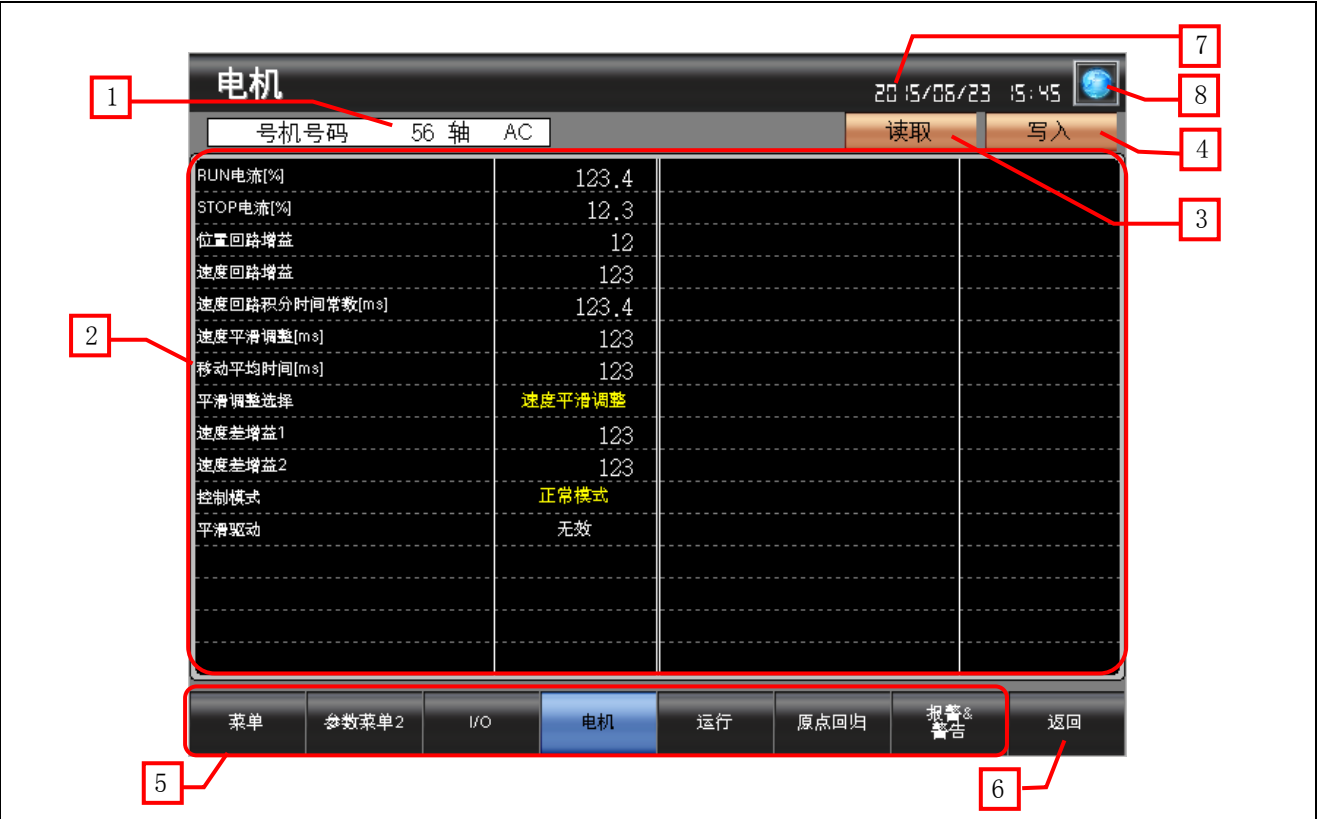 7
电机
2015/06/23 15:45
1
8
号机号码 56 轴 AC
读取
写入
4
RUN电流[%] 123.4
STOP电流[%] 12.3
3
位置回路增益 12
速度回路增益 123
速度回路积分时间常数[ms] 123.4
2
速度平滑调整[ms] 123
移动平均时间[ms] 123
平滑调整选择 速度平滑调整
速度差增益1 123
速度差增益2 123
控制模式 正常模式
平滑驱动 无效
菜单
参数菜单2
I/O
电机
运行
原点回归
报警&
警告
返回
5
6